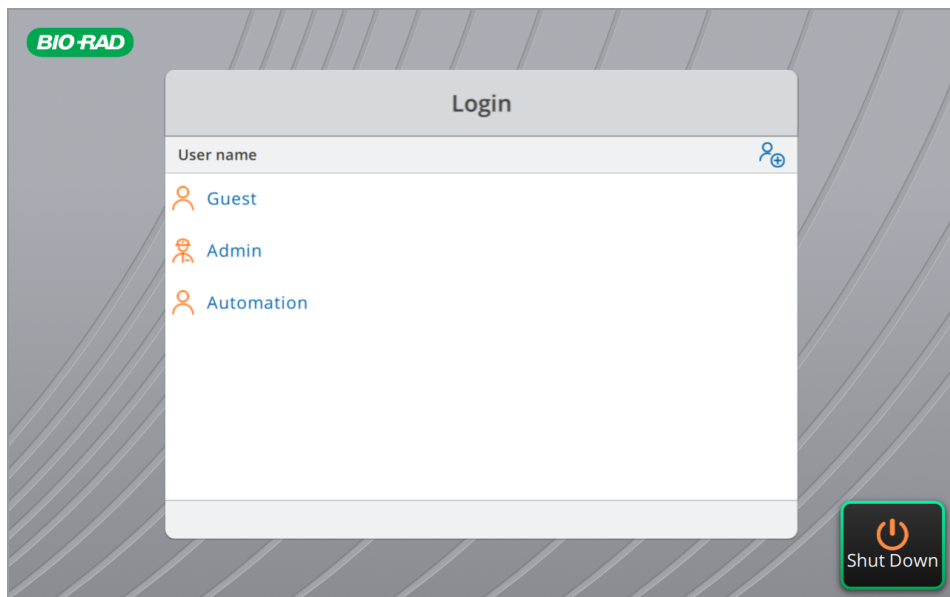 BIO-RAD
Login
User name
Guest
Admin
Automation
Shut Down